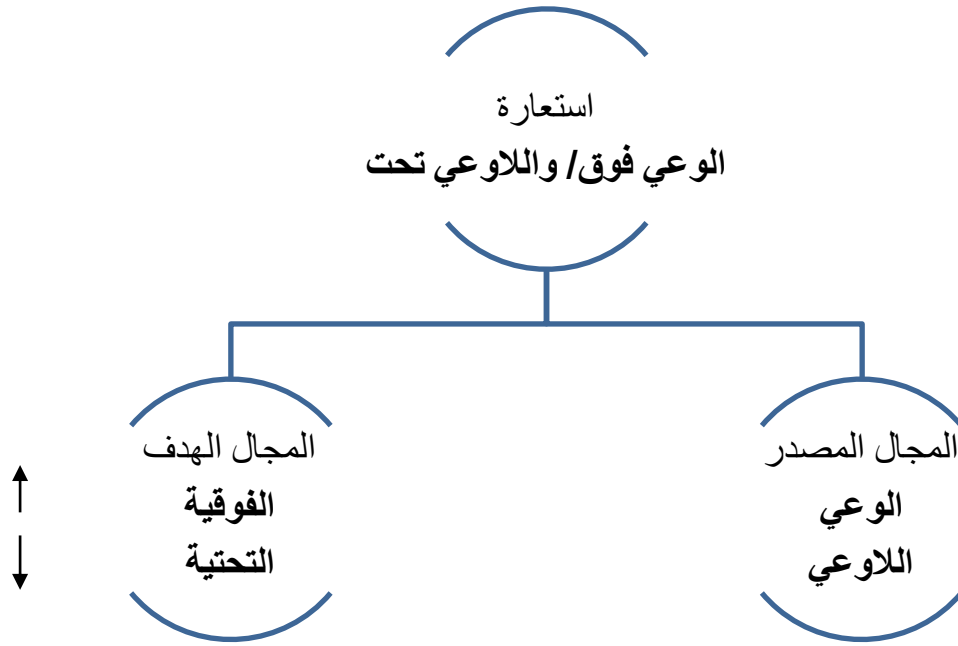 استعارة
الوعي فوق/ واللاوعي تحت
المجال المصدر
الوعي
اللاوعي
المجال الهدف
الفوقية
التحتية